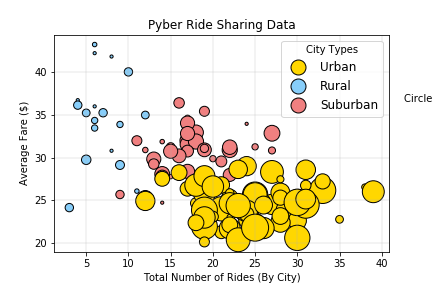 Pyber Ride Sharing Data
City Types
Urban
Rural
Suburban
Circle
Average Fare ($)
40
35
30
25
20
5 10 15 20 25 30 35 40
Total Number of Rides (By City)